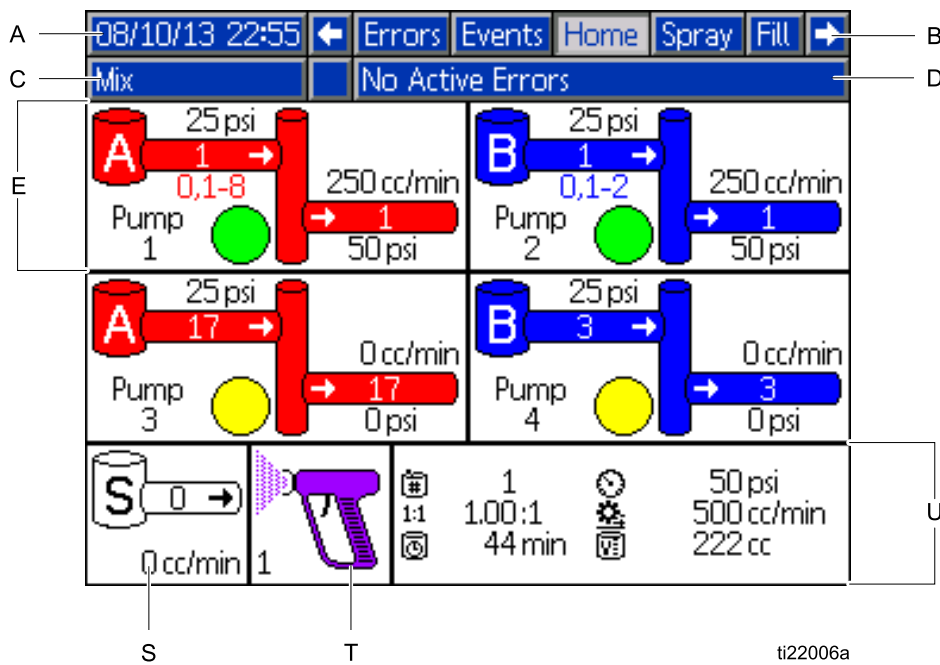 A
08/10/13 22:55
Errors
Events
Home
Spray
Fill
B
C
Mix
No Active Errors
D
E
25 psi
A
1
0,1-8
250 cc/min
Pump
1
1
50 psi
25 psi
B
1
0,1-2
250 cc/min
Pump
2
1
50 psi
25 psi
A
17
0 cc/min
Pump
3
17
0 psi
25 psi
B
3
0 cc/min
Pump
4
3
0 psi
S
0
0 cc/min
1
#
1
50 psi
1:1
1.00:1
500 cc/min
44 min
222 cc
U
S
T
ti22006a